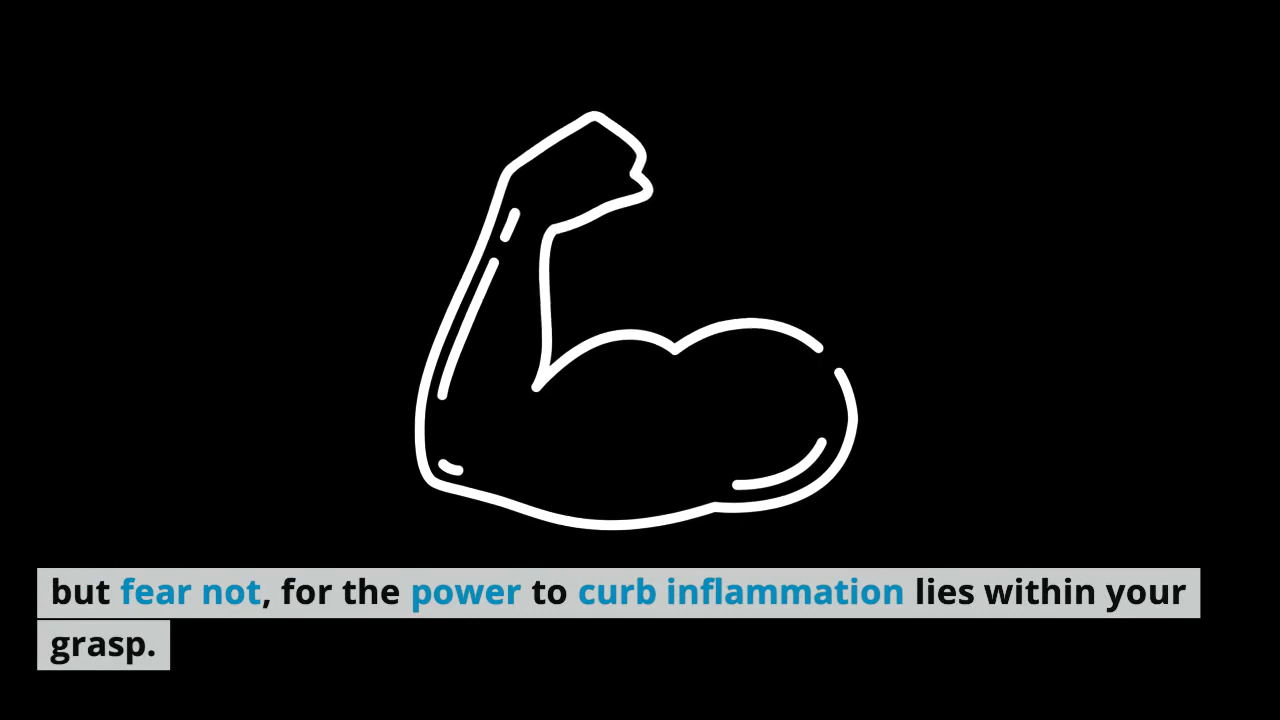 but fear not, for the power to curb inflammation lies within your
grasp.